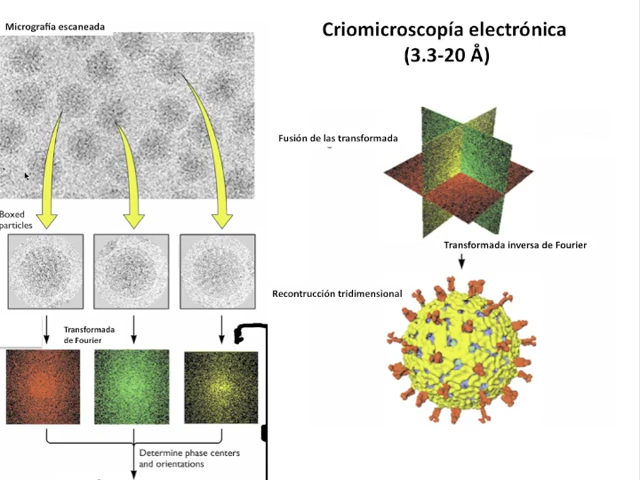 Micrografía escaneada
Boxed
particles
Transformada
de Fourier
Determine phase centers
and orientations
Criomicroscopía electrónica
(3.3-20 Å)
Fusión de las transformada
Transformada inversa de Fourier
Recontrucción tridimensional